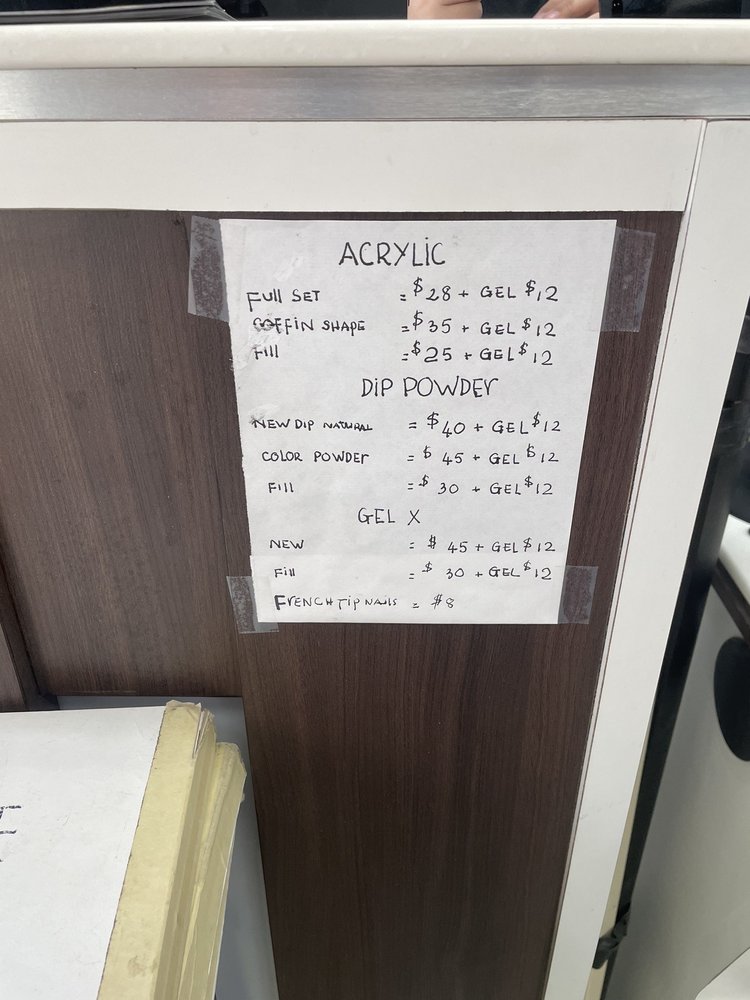 ACRYLIC
FULL SET = $28 + GEL $12
COFFIN SHAPE = $35 + GEL $12
Fill = $25 + GEL $12
DIP POWDER
NEW DIP NATURAL = $40 + GEL $12
COLOR POWDER = $45 + GEL $12
Fill = $30 + GEL $12
GEL X
NEW = $45 + GEL $12
Fill = $30 + GEL $12
FRENCH TIP NAILS = $8